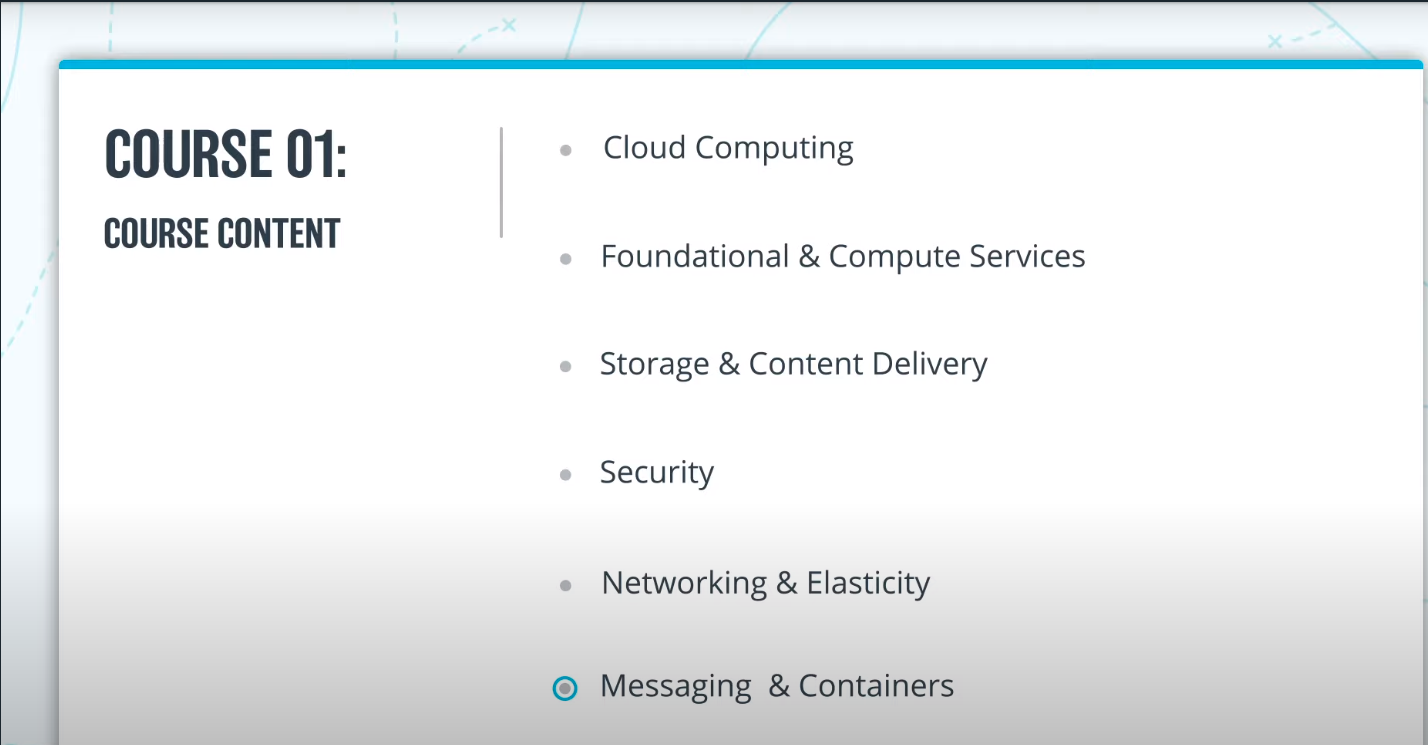 COURSE 01:
COURSE CONTENT
Cloud Computing
Foundational & Compute Services
Storage & Content Delivery
Security
Networking & Elasticity
Messaging & Containers